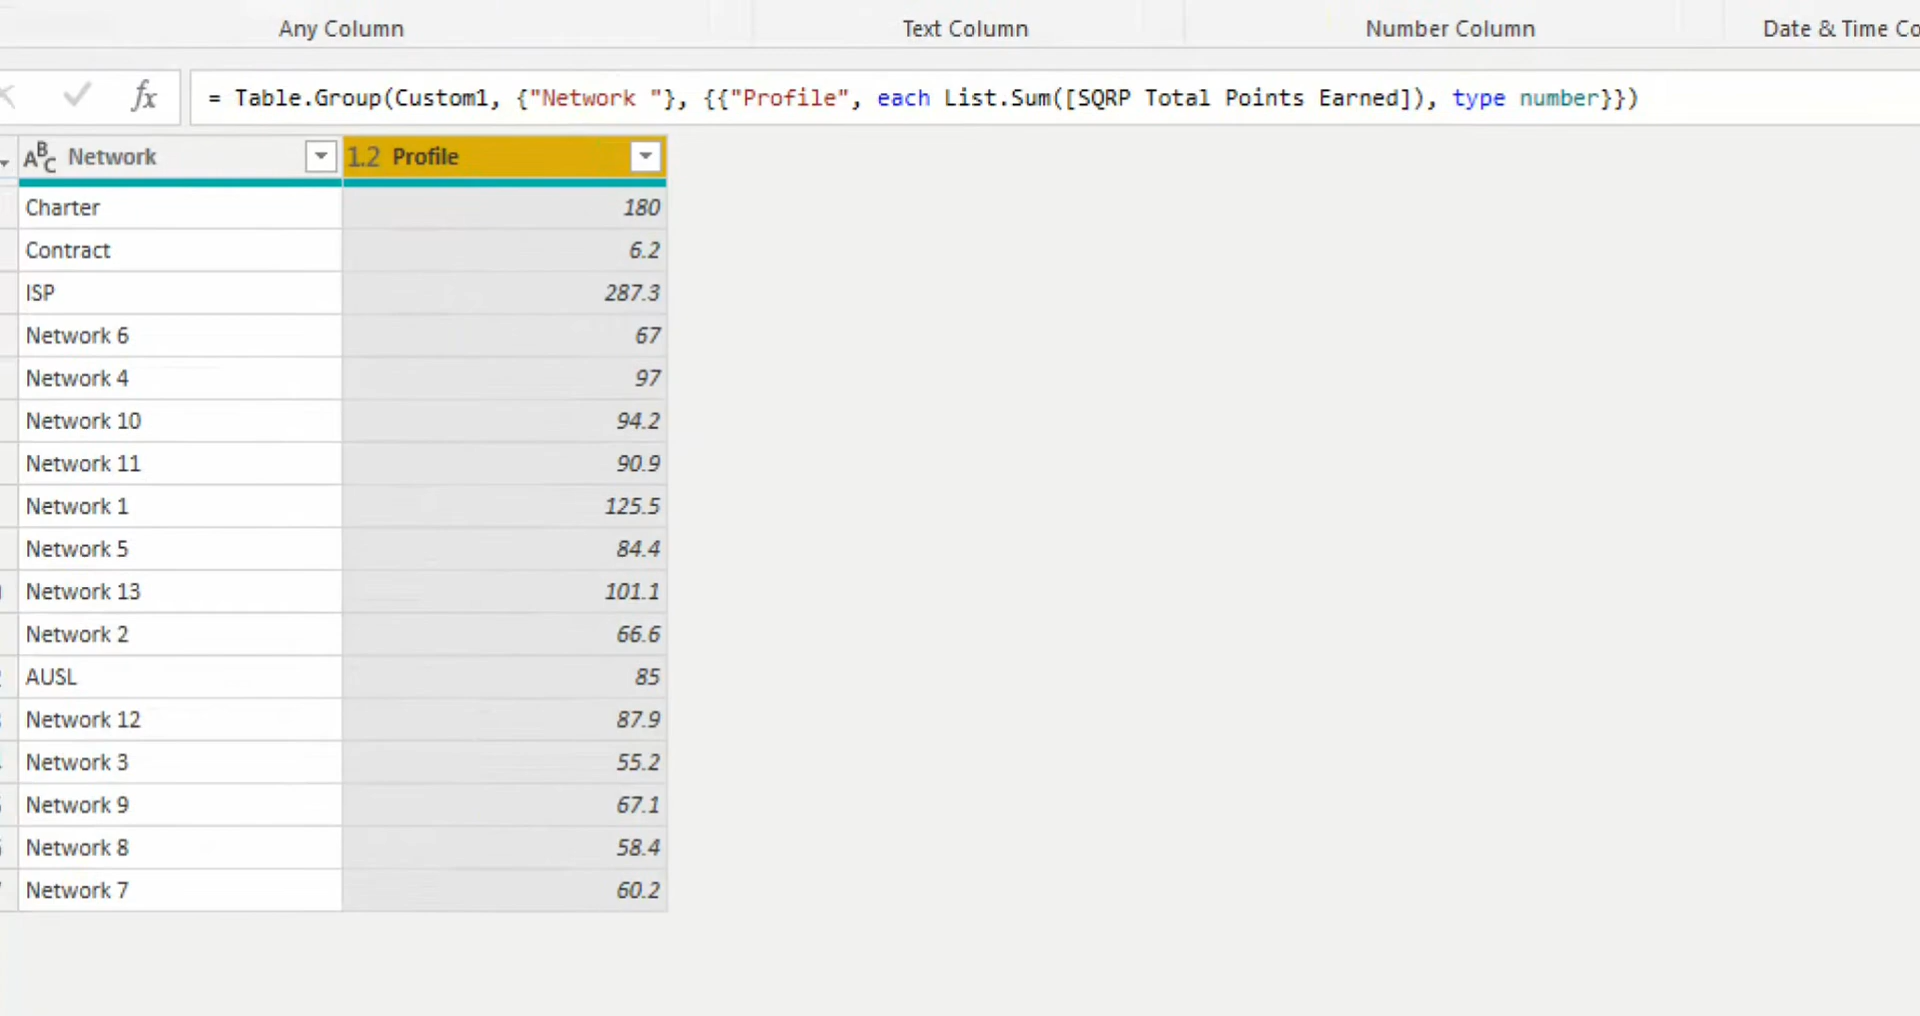 Any Column Text Column Number Column Date & Time Co
fx = Table.Group(Custom1, {"Network "}, {{"Profile", each List.Sum([SQRP Total Points Earned]), type number}})
ABC Network 1.2 Profile
Charter 180
Contract 6.2
ISP 287.3
Network 6 67
Network 4 97
Network 10 94.2
Network 11 90.9
Network 1 125.5
Network 5 84.4
Network 13 101.1
Network 2 66.6
AUSL 85
Network 12 87.9
Network 3 55.2
Network 9 67.1
Network 8 58.4
Network 7 60.2